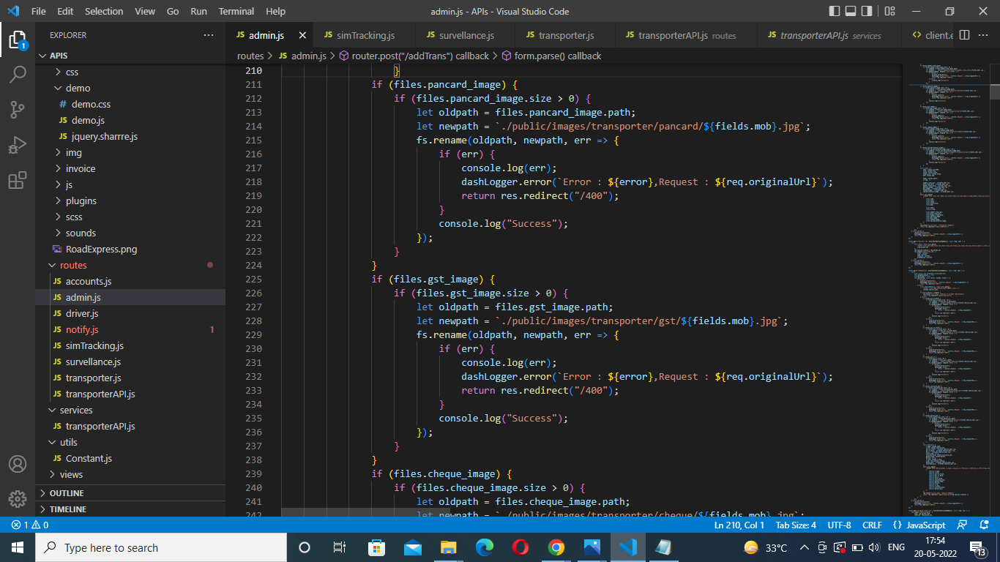 File Edit Selection View Go Run Terminal Help
admin.js - APIs - Visual Studio Code
EXPLORER
admin.js
simTracking.js
survellance.js
transporter.js
transporterAPI.js routes
transporterAPI.js services
client.e
1
APIS
routes > admin.js > router.post("/addTrans") callback > form.parse() callback
css
demo
demo.css
demo.js
jquery.sharrre.js
img
invoice
js
plugins
scss
sounds
RoadExpress.png
routes
accounts.js
admin.js
driver.js
notify.js 1
simTracking.js
survellance.js
transporter.js
transporterAPI.js
services
transporterAPI.js
utils
Constant.js
views
OUTLINE
TIMELINE
210 }
211 if (files.pancard_image) {
212 if (files.pancard_image.size > 0) {
213 let oldpath = files.pancard_image.path;
214 let newpath = `./public/images/transporter/pancard/${fields.mob}.jpg`;
215 fs.rename(oldpath, newpath, err => {
216 if (err) {
217 console.log(err);
218 dashLogger.error(`Error : ${error},Request : ${req.originalUrl}`);
219 return res.redirect("/400");
220 }
221 console.log("Success");
222 });
223 }
224 }
225 if (files.gst_image) {
226 if (files.gst_image.size > 0) {
227 let oldpath = files.gst_image.path;
228 let newpath = `./public/images/transporter/gst/${fields.mob}.jpg`;
229 fs.rename(oldpath, newpath, err => {
230 if (err) {
231 console.log(err);
232 dashLogger.error(`Error : ${error},Request : ${req.originalUrl}`);
233 return res.redirect("/400");
234 }
235 console.log("Success");
236 });
237 }
238 }
239 if (files.cheque_image) {
240 if (files.cheque_image.size > 0) {
241 let oldpath = files.cheque_image.path;
242 let newpath = `./public/images/transporter/cheque/${fields.mob}.jpg`;
1 0
Ln 210, Col 1 Tab Size: 4 UTF-8 CRLF {} JavaScript
Type here to search
33°C
ENG
17:54
20-05-2022
13